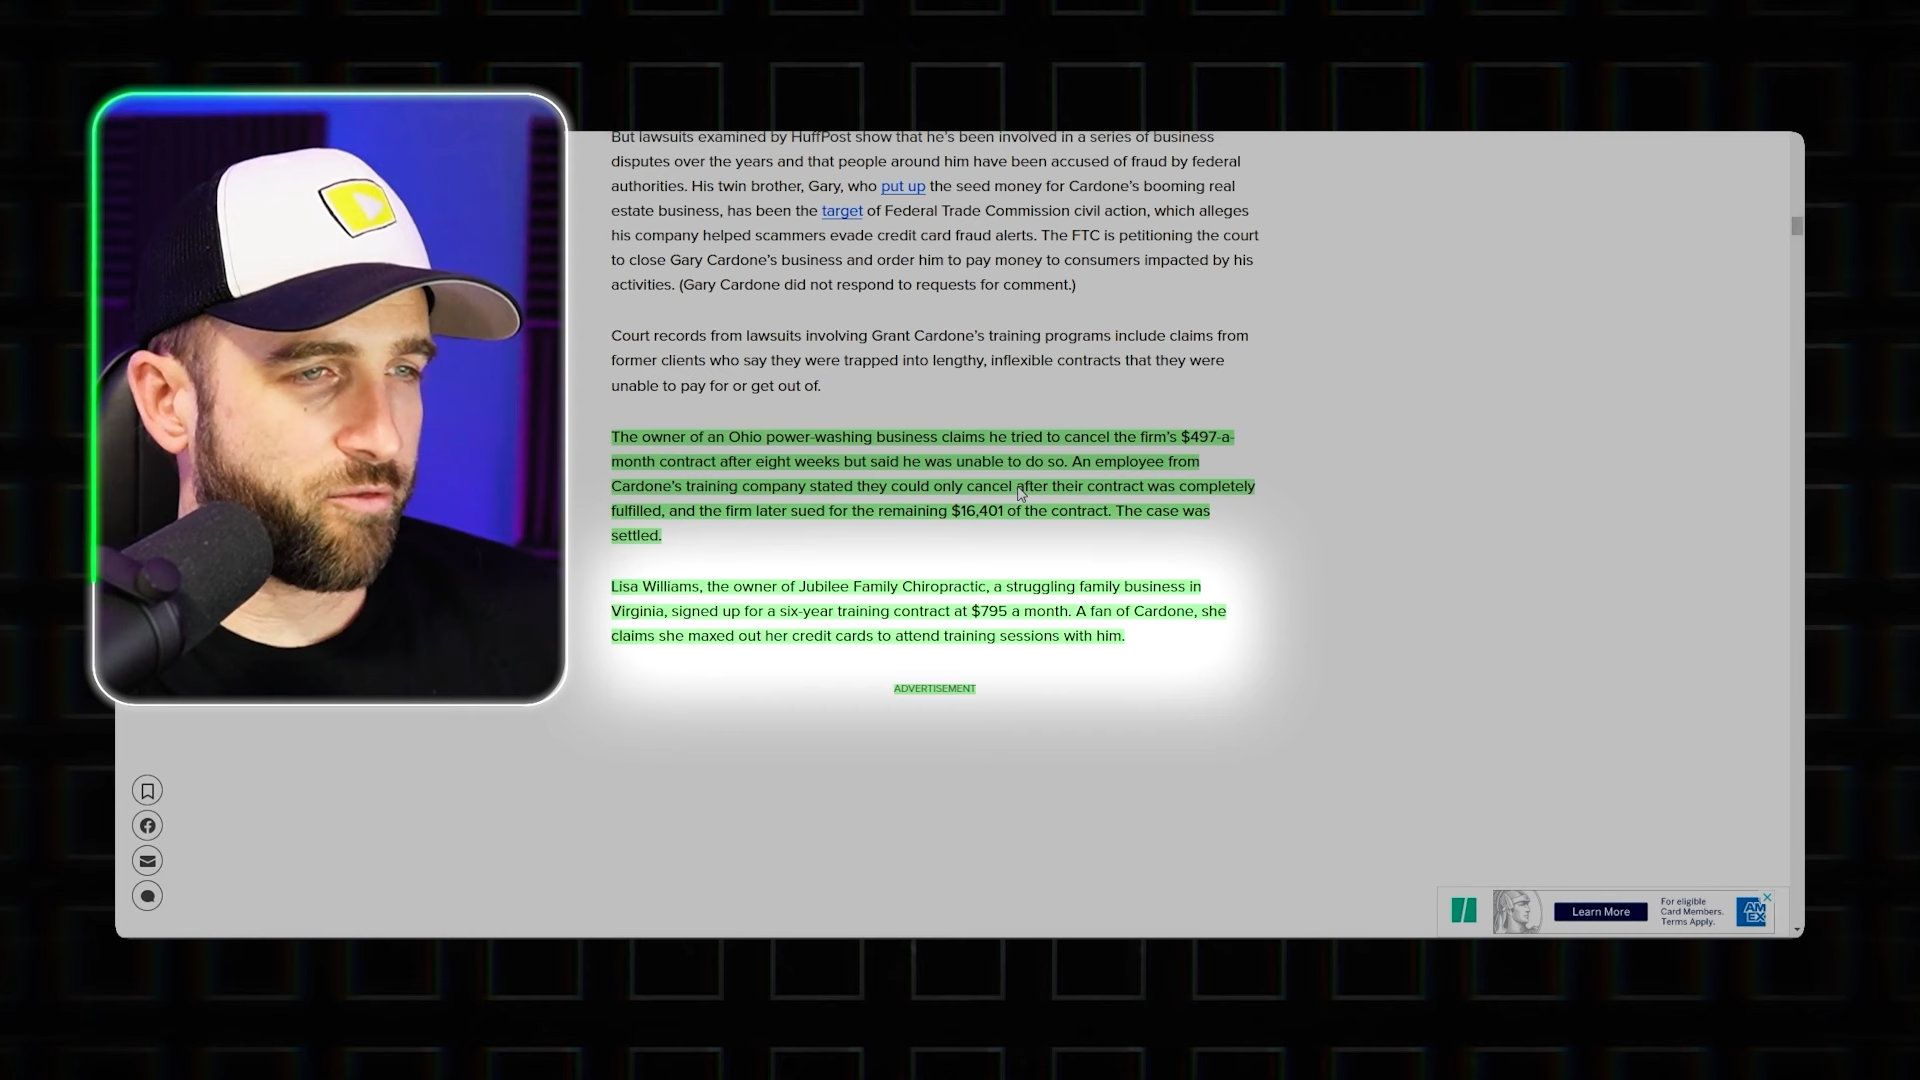 But lawsuits examined by HuffPost show that he's been involved in a series of business
disputes over the years and that people around him have been accused of fraud by federal
authorities. His twin brother, Gary, who put up the seed money for Cardone's booming real
estate business, has been the target of Federal Trade Commission civil action, which alleges
his company helped scammers evade credit card fraud alerts. The FTC is petitioning the court
to close Gary Cardone's business and order him to pay money to consumers impacted by his
activities. (Gary Cardone did not respond to requests for comment.)
Court records from lawsuits involving Grant Cardone's training programs include claims from
former clients who say they were trapped into lengthy, inflexible contracts that they were
unable to pay for or get out of.
The owner of an Ohio power-washing business claims he tried to cancel the firm's $497-a-
month contract after eight weeks but said he was unable to do so. An employee from
Cardone's training company stated they could only cancel after their contract was completely
fulfilled, and the firm later sued for the remaining $16,401 of the contract. The case was
settled.
Lisa Williams, the owner of Jubilee Family Chiropractic, a struggling family business in
Virginia, signed up for a six-year training contract at $795 a month. A fan of Cardone, she
claims she maxed out her credit cards to attend training sessions with him.
ADVERTISEMENT
Learn More
For eligible
Card Members.
Terms Apply.
AM
EX